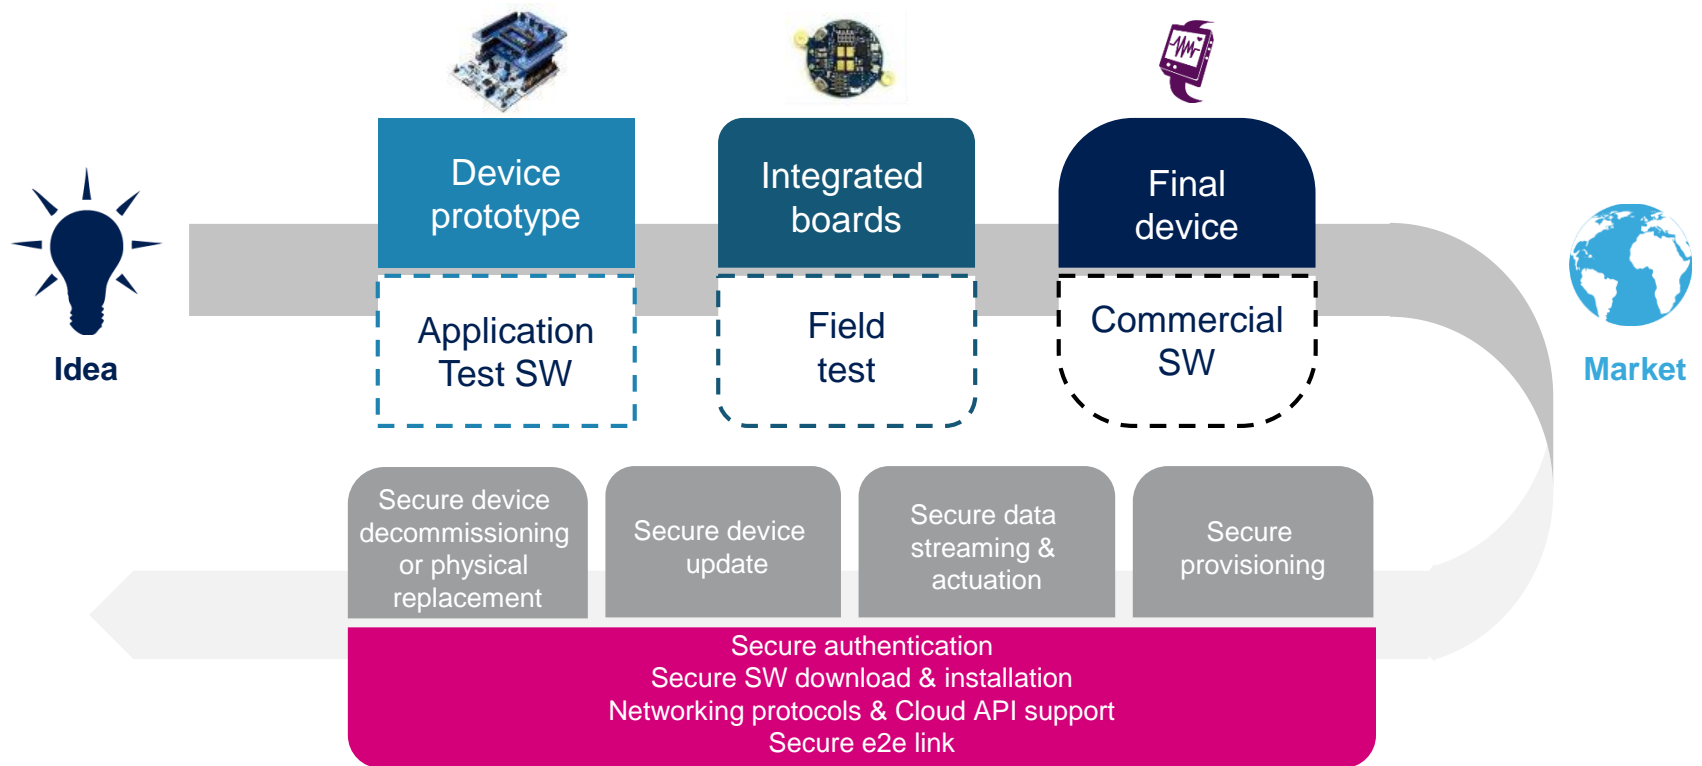 Device
prototype
Integrated
boards
Final
device
Application
Test SW
Field
test
Commercial
SW
Idea
Market
Secure device
decommissioning
or physical
replacement
Secure device
update
Secure data
streaming &
actuation
Secure
provisioning
Secure authentication
Secure SW download & installation
Networking protocols & Cloud API support
Secure e2e link